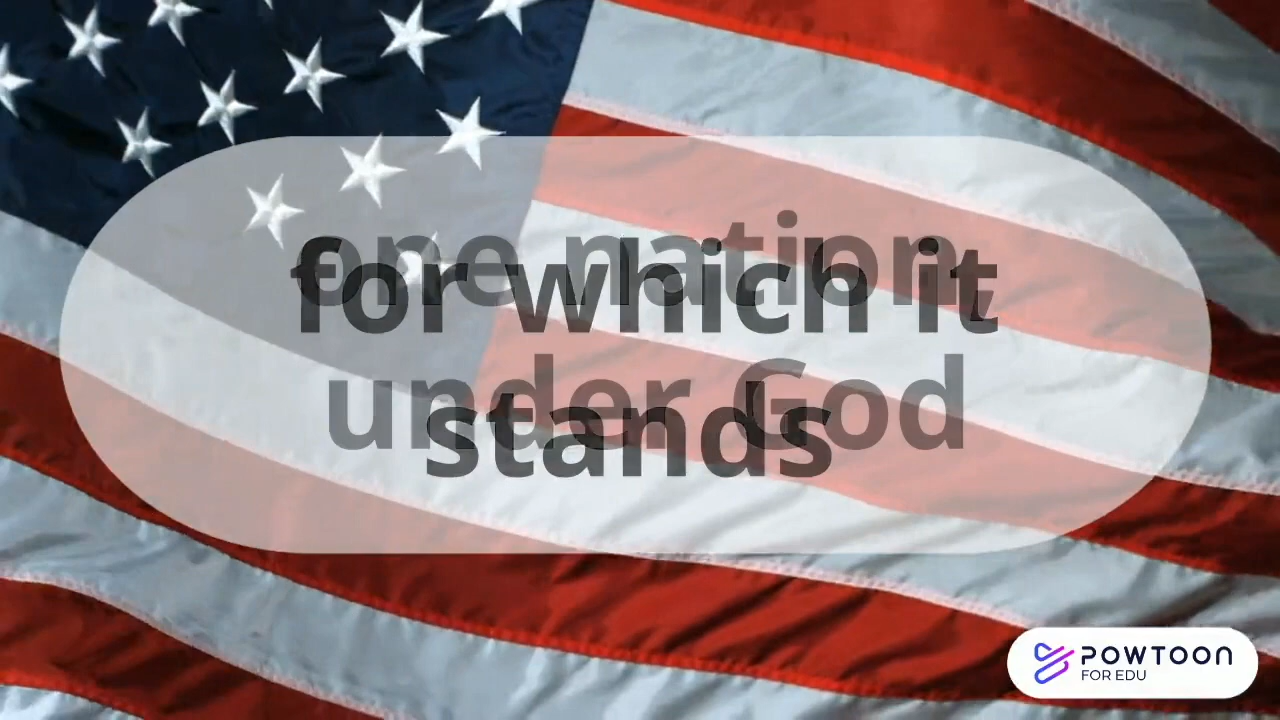 for which it
stands
one nation
under God
POWTOON
FOR EDU